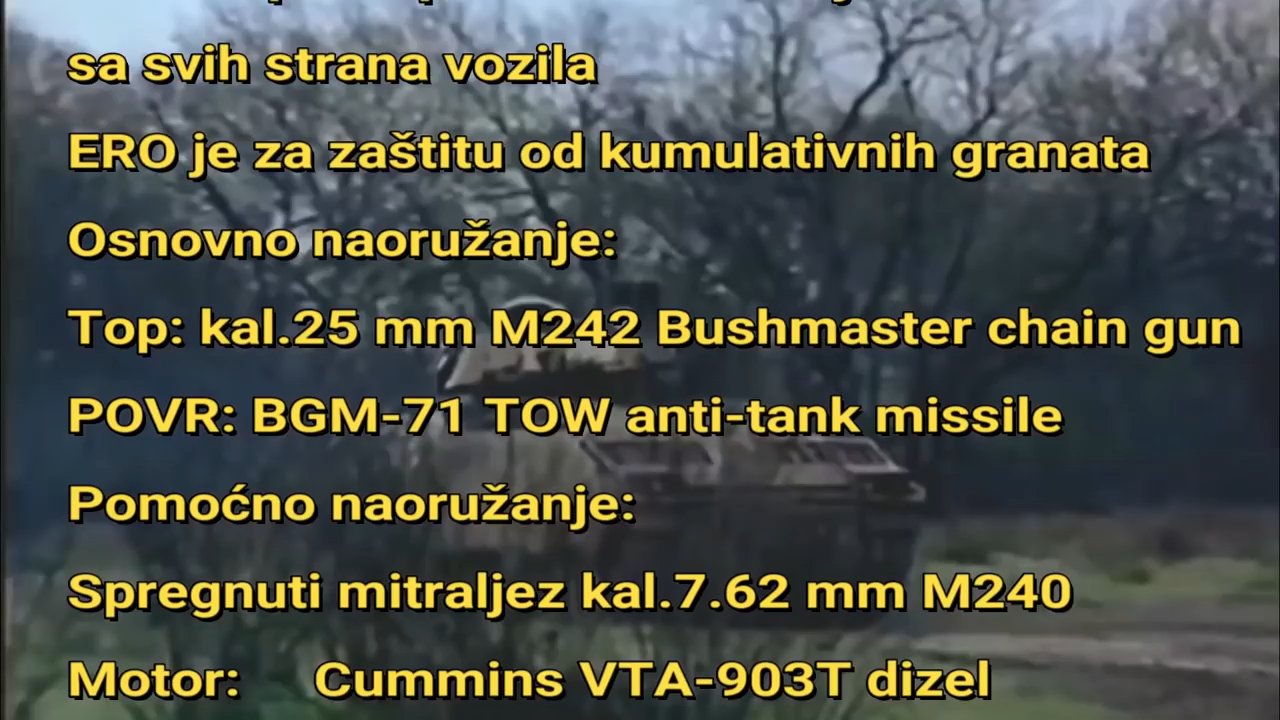 sa svih strana vozila
ERO je za zaštitu od kumulativnih granata
Osnovno naoružanje:
Top: kal.25 mm M242 Bushmaster chain gun
POVR: BGM-71 TOW anti-tank missile
Pomoćno naoružanje:
Spregnuti mitraljez kal.7.62 mm M240
Motor: Cummins VTA-903T dizel